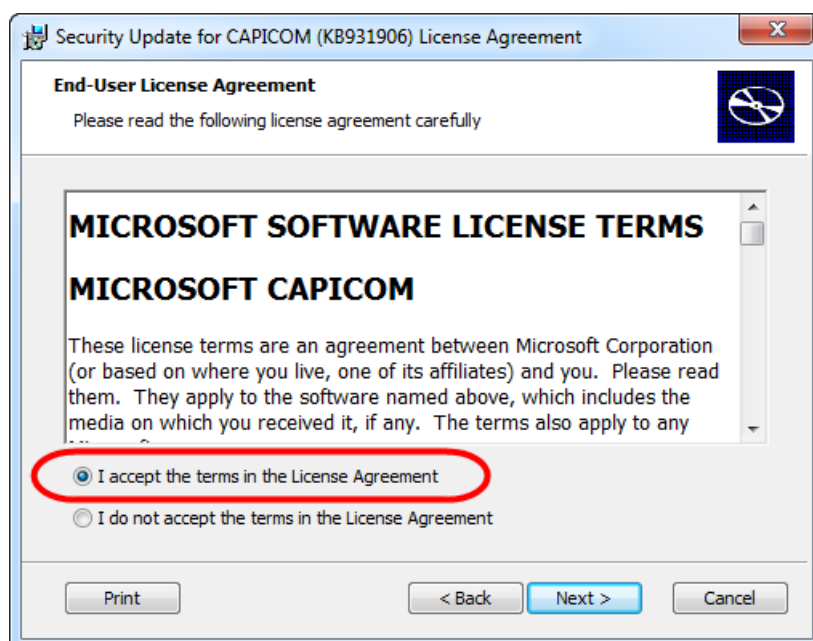 Security Update for CAPICOM (KB931906) License Agreement
End-User License Agreement
Please read the following license agreement carefully
MICROSOFT SOFTWARE LICENSE TERMS
MICROSOFT CAPICOM
These license terms are an agreement between Microsoft Corporation
(or based on where you live, one of its affiliates) and you. Please read
them. They apply to the software named above, which includes the
media on which you received it, if any. The terms also apply to any
I accept the terms in the License Agreement
I do not accept the terms in the License Agreement
Print
< Back
Next >
Cancel